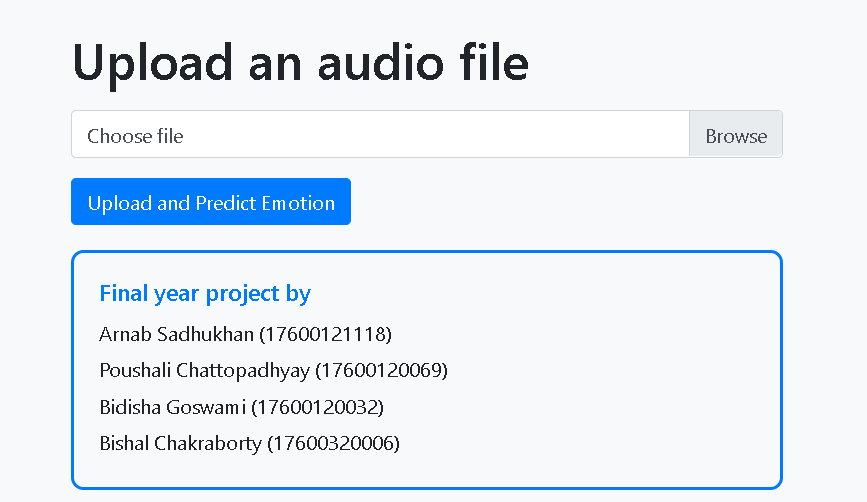 Upload an audio file
Choose file
Browse
Upload and Predict Emotion
Final year project by
Arnab Sadhukhan (17600121118)
Poushali Chattopadhyay (17600120069)
Bidisha Goswami (17600120032)
Bishal Chakraborty (17600320006)